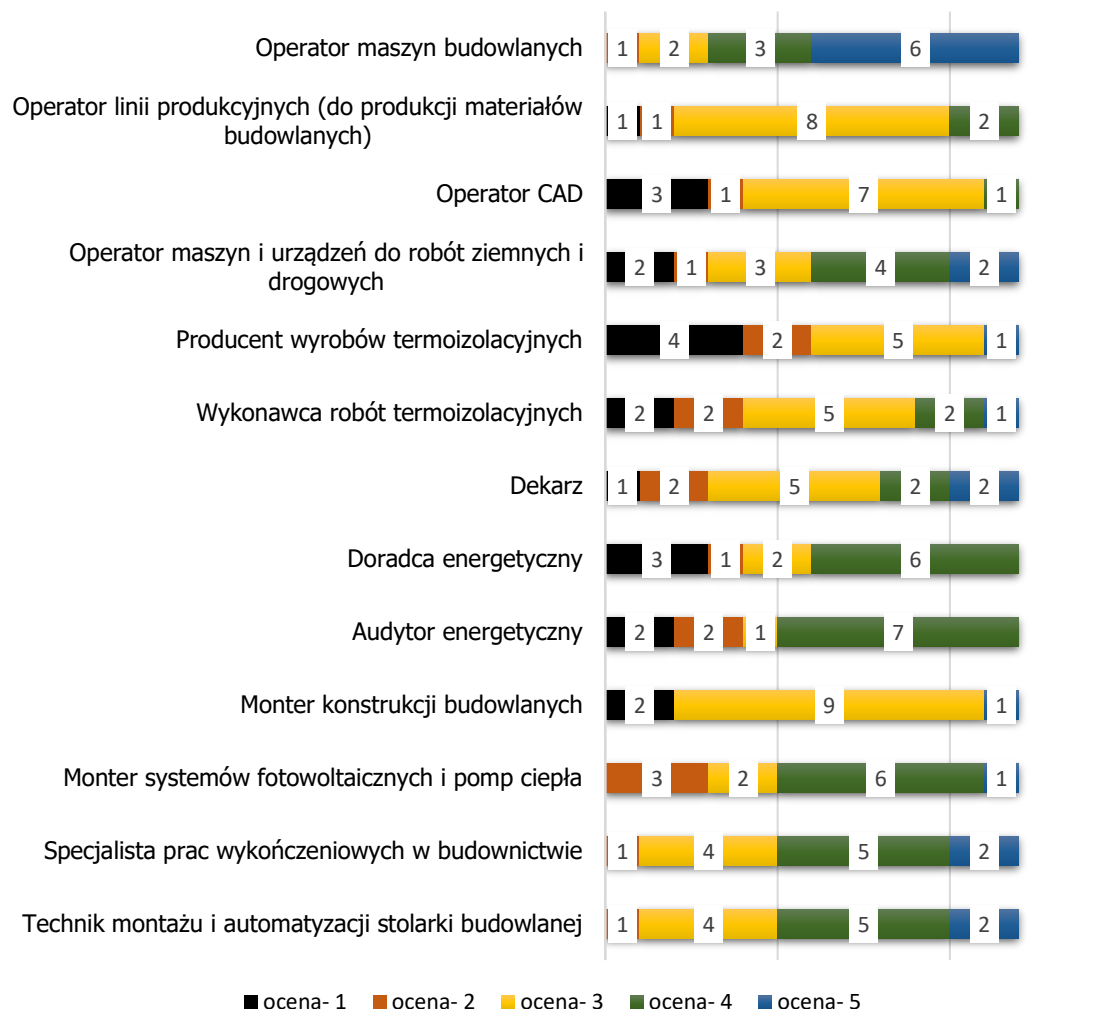 Operator maszyn budowlanych 1 2 3 6
Operator linii produkcyjnych (do produkcji materiałów
budowlanych) 1 1 8 2
Operator CAD 3 1 7 1
Operator maszyn i urządzeń do robót ziemnych i
drogowych 2 1 3 4 2
Producent wyrobów termoizolacyjnych 4 2 5 1
Wykonawca robót termoizolacyjnych 2 2 5 2 1
Dekarz 1 2 5 2 2
Doradca energetyczny 3 1 2 6
Audytor energetyczny 2 2 1 7
Monter konstrukcji budowlanych 2 9 1
Monter systemów fotowoltaicznych i pomp ciepła 3 2 6 1
Specjalista prac wykończeniowych w budownictwie 1 4 5 2
Technik montażu i automatyzacji stolarki budowlanej 1 4 5 2
ocena- 1 ocena- 2 ocena- 3 ocena- 4 ocena- 5